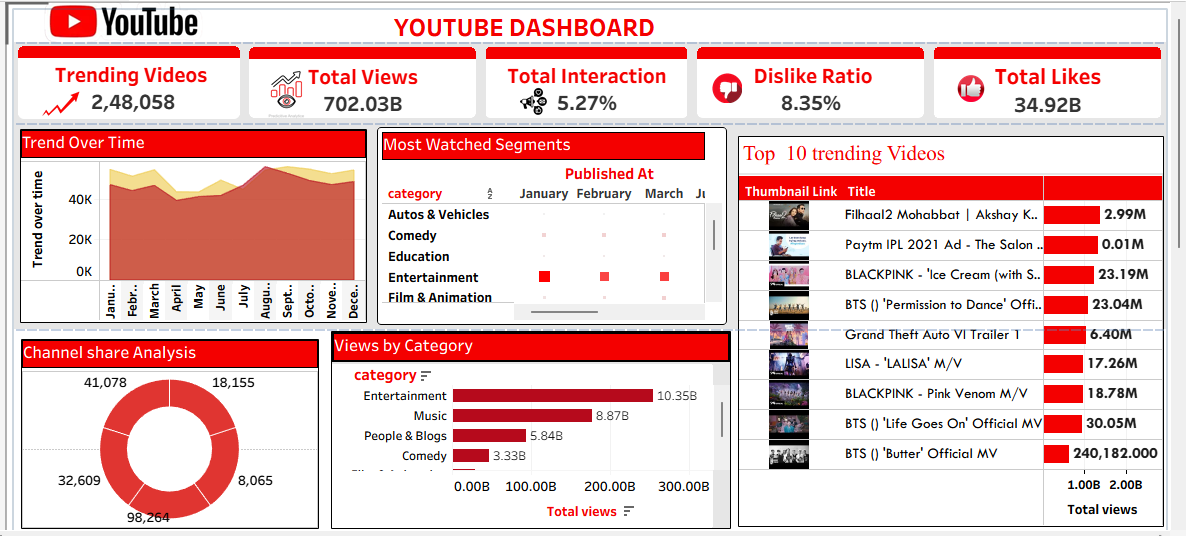 YouTube
YOUTUBE DASHBOARD
Trending Videos
2,48,058
Total Views
702.03B
Total Interaction
5.27%
Dislike Ratio
8.35%
Total Likes
34.92B
Trend Over Time
Trend over time
40K
20K
0K
Janu..
Febr..
March
April
May
June
July
Augu..
Sept..
Octo..
Nove..
Dece..
Most Watched Segments
Published At
category
January February March
Autos & Vehicles
Comedy
Education
Entertainment
Film & Animation
Top 10 trending Videos
Thumbnail Link Title
Filhaal2 Mohabbat | Akshay K.. 2.99M
Paytm IPL 2021 Ad - The Salon .. 0.01M
BLACKPINK - 'Ice Cream (with S.. 23.19M
BTS () 'Permission to Dance' Offi.. 23.04M
Grand Theft Auto VI Trailer 1 6.40M
LISA - 'LALISA' M/V 17.26M
BLACKPINK - Pink Venom M/V 18.78M
BTS () 'Life Goes On' Official MV 30.05M
BTS () 'Butter' Official MV 240,182.000
1.00B 2.00B
Total views
Channel share Analysis
41,078
18,155
32,609
8,065
98,264
Views by Category
category
Entertainment 10.35B
Music 8.87B
People & Blogs 5.84B
Comedy 3.33B
0.00B 100.00B 200.00B 300.00B
Total views